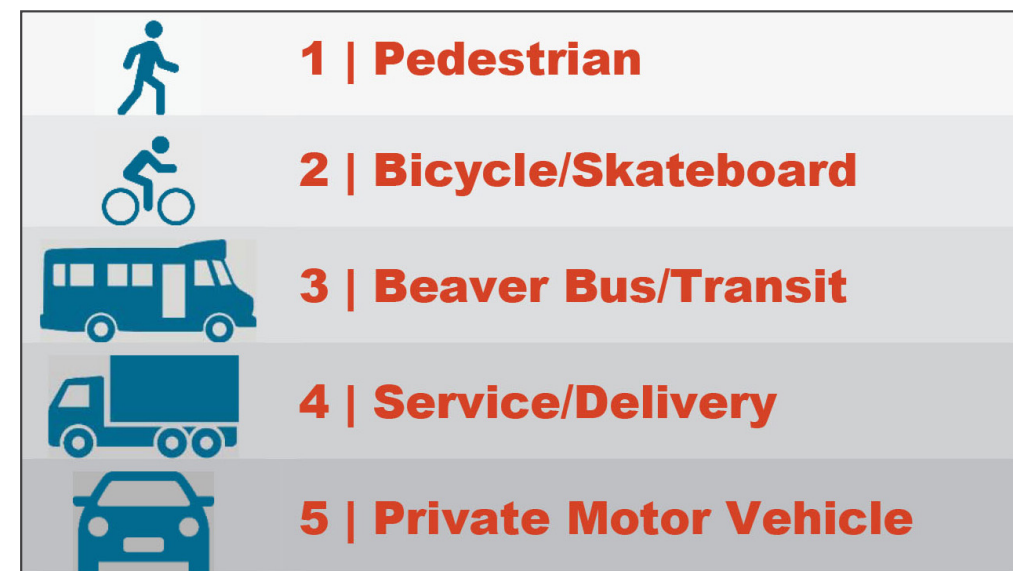 1 | Pedestrian
2 | Bicycle/Skateboard
3 | Beaver Bus/Transit
4 | Service/Delivery
5 | Private Motor Vehicle